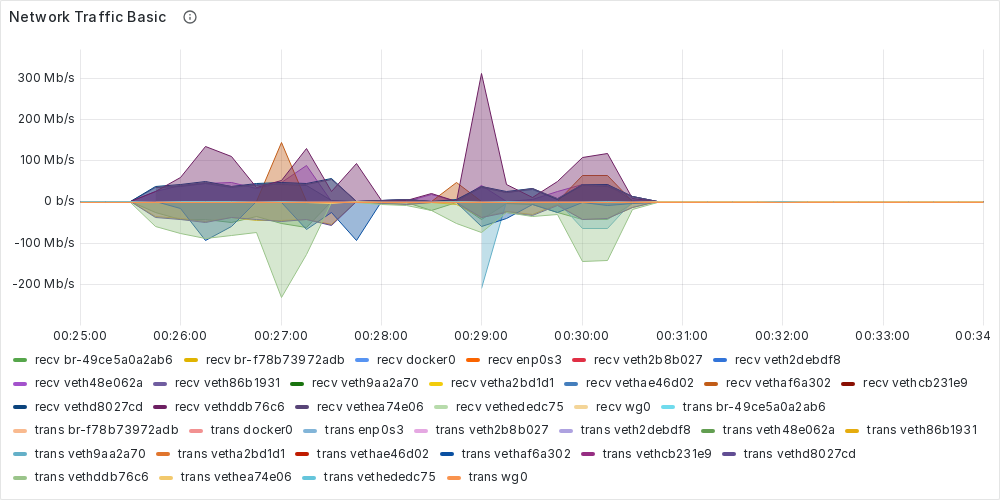 Network Traffic Basic
300 Mb/s
200 Mb/s
100 Mb/s
0 b/s
-100 Mb/s
-200 Mb/s
00:25:00 00:26:00 00:27:00 00:28:00 00:29:00 00:30:00 00:31:00 00:32:00 00:33:00 00:34
recv br-49ce5a0a2ab6 recv br-f78b73972adb recv docker0 recv enp0s3 recv veth2b8b027 recv veth2debdf8
recv veth48e062a recv veth86b1931 recv veth9aa2a70 recv vetha2bd1d1 recv vethae46d02 recv vethaf6a302 recv vethcb231e9
recv vethd8027cd recv vethddb76c6 recv vethea74e06 recv vethededc75 recv wg0 trans br-49ce5a0a2ab6
trans br-f78b73972adb trans docker0 trans enp0s3 trans veth2b8b027 trans veth2debdf8 trans veth48e062a trans veth86b1931
trans veth9aa2a70 trans vetha2bd1d1 trans vethae46d02 trans vethaf6a302 trans vethcb231e9 trans vethd8027cd
trans vethddb76c6 trans vethea74e06 trans vethededc75 trans wg0